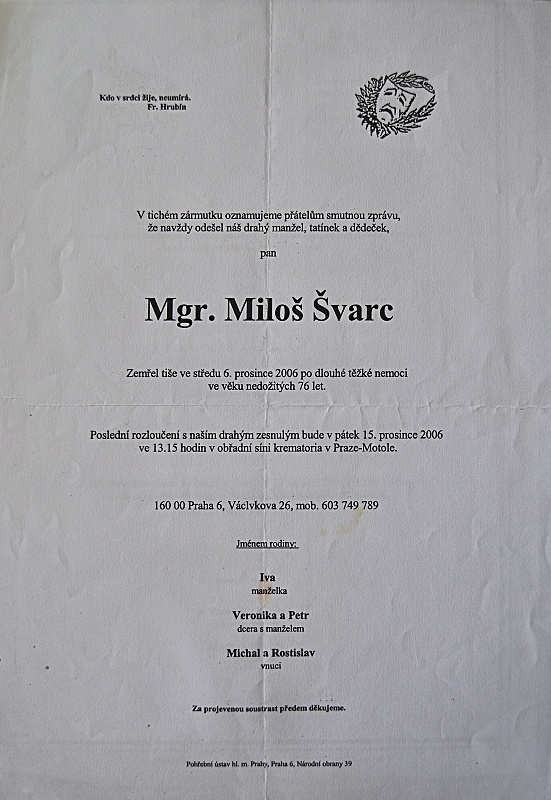 Kdo v srdci žije, neumírá.
Fr. Hrubín
V tichém zármutku oznamujeme přátelům smutnou zprávu,
že navždy odešel náš drahý manžel, tatínek a dědeček,
pan
Mgr. Miloš Švarc
Zemřel tiše ve středu 6. prosince 2006 po dlouhé těžké nemoci
ve věku nedožitých 76 let.
Poslední rozloučení s naším drahým zesnulým bude v pátek 15. prosince 2006
ve 13.15 hodin v obřadní síni krematoria v Praze-Motole.
160 00 Praha 6, Václvkova 26, mob. 603 749 789
Jménem rodiny:
Iva
manželka
Veronika a Petr
dcera s manželem
Michal a Rostislav
vnuci
Za projevenou soustrast předem děkujeme.
Pohřební ústav hl. m. Prahy, Praha 6, Národní obrany 39